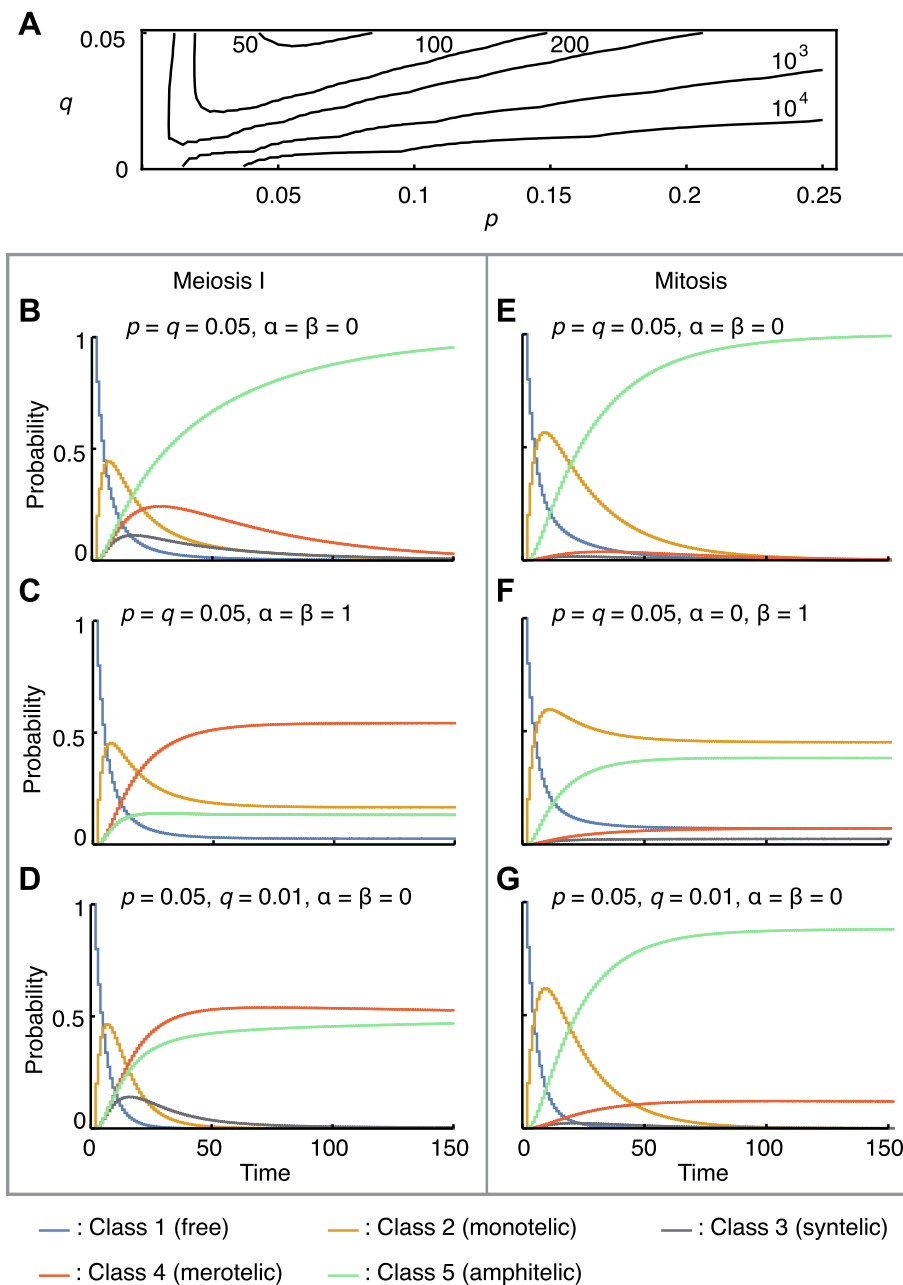 A
0.05
50
100
200
10³
10⁴
q
0
0.05
0.1
0.15
0.2
0.25
p
Meiosis I
Mitosis
B
p = q = 0.05, α = β = 0
1
0.5
0
Probability
E
p = q = 0.05, α = β = 0
C
p = q = 0.05, α = β = 1
1
0.5
0
Probability
F
p = q = 0.05, α = 0, β = 1
D
p = 0.05, q = 0.01, α = β = 0
1
0.5
0
Probability
0
50
100
150
Time
G
p = 0.05, q = 0.01, α = β = 0
0
50
100
150
Time
: Class 1 (free)
: Class 2 (monotelic)
: Class 3 (syntelic)
: Class 4 (merotelic)
: Class 5 (amphitelic)